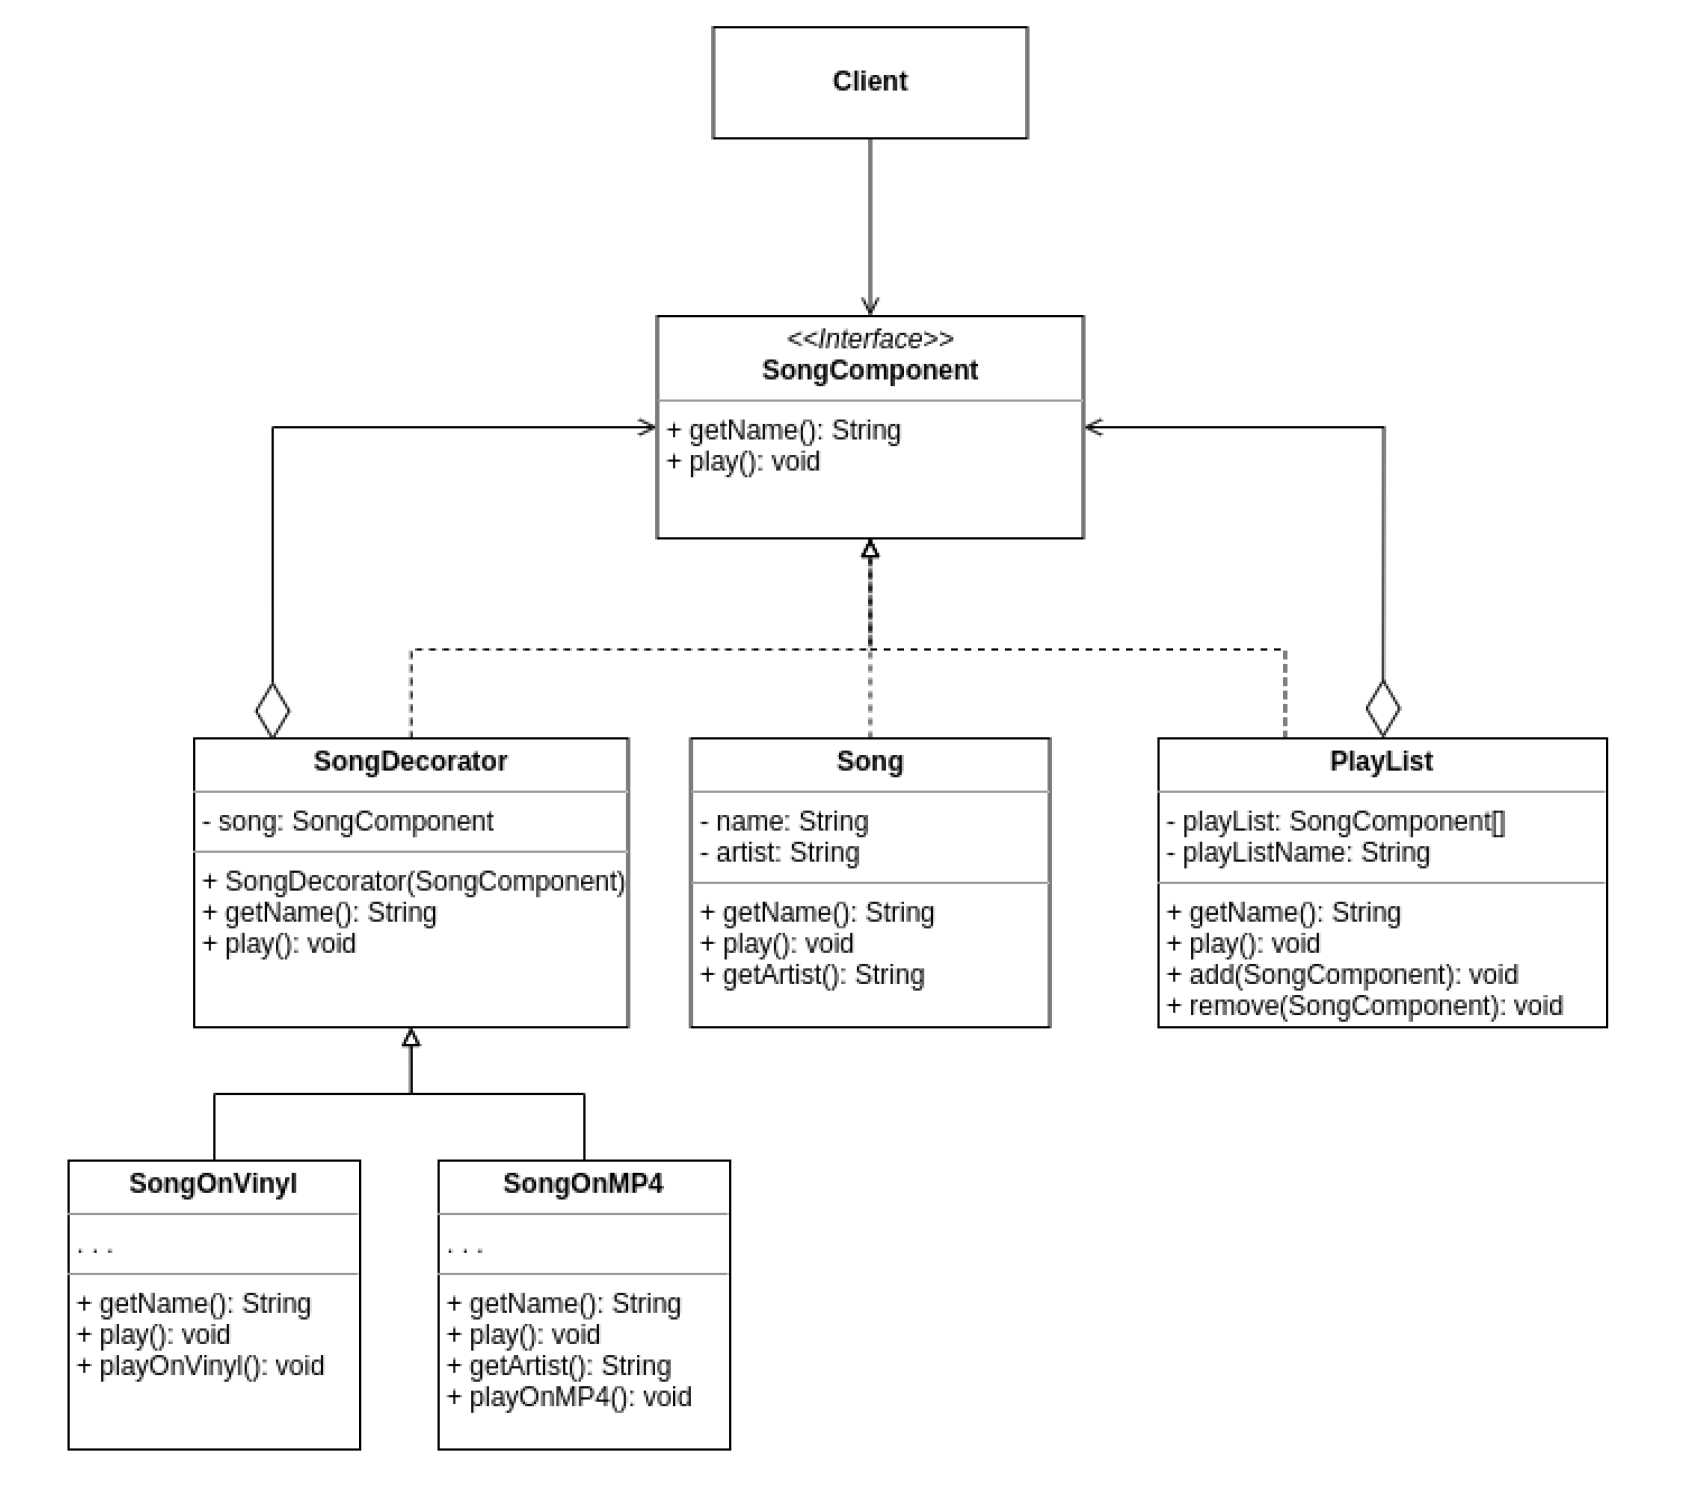 Client
<<Interface>>
SongComponent
+ getName(): String
+ play(): void
SongDecorator
- song: SongComponent
+ SongDecorator(SongComponent)
+ getName(): String
+ play(): void
Song
- name: String
- artist: String
+ getName(): String
+ play(): void
+ getArtist(): String
PlayList
- playList: SongComponent[]
- playListName: String
+ getName(): String
+ play(): void
+ add(SongComponent): void
+ remove(SongComponent): void
SongOnVinyl
. . .
+ getName(): String
+ play(): void
+ playOnVinyl(): void
SongOnMP4
. . .
+ getName(): String
+ play(): void
+ getArtist(): String
+ playOnMP4(): void